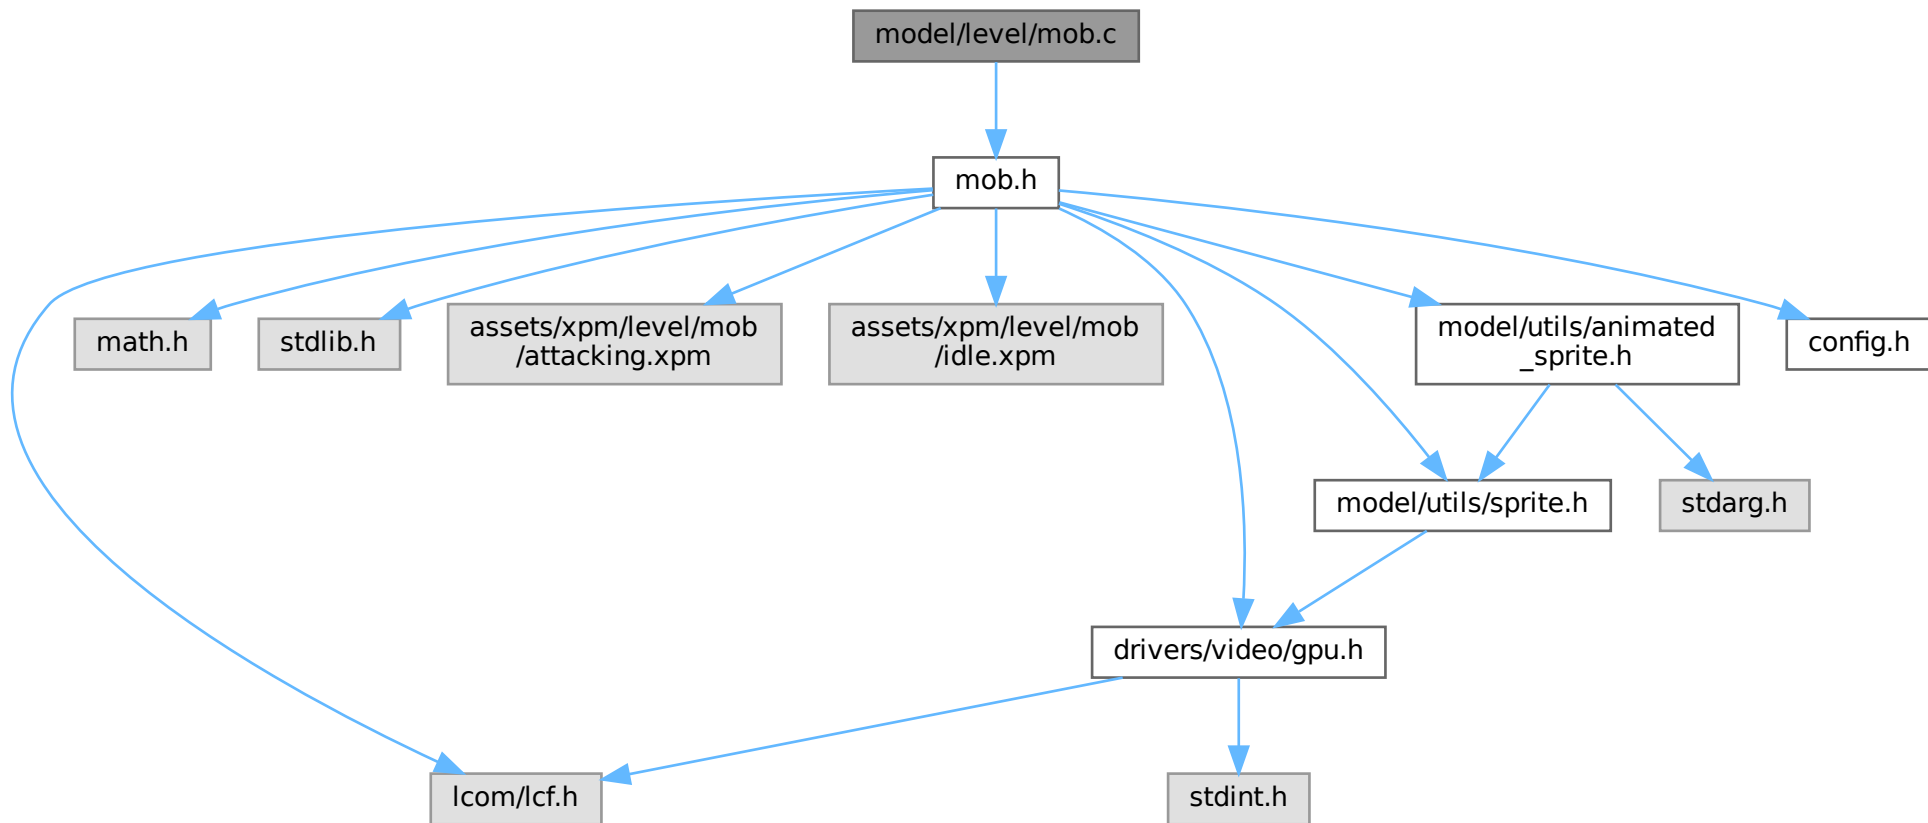 model/level/mob.c
mob.h
math.h
stdlib.h
assets/xpm/level/mob
/attacking.xpm
assets/xpm/level/mob
/idle.xpm
model/utils/animated
_sprite.h
config.h
model/utils/sprite.h
stdarg.h
drivers/video/gpu.h
lcom/lcf.h
stdint.h